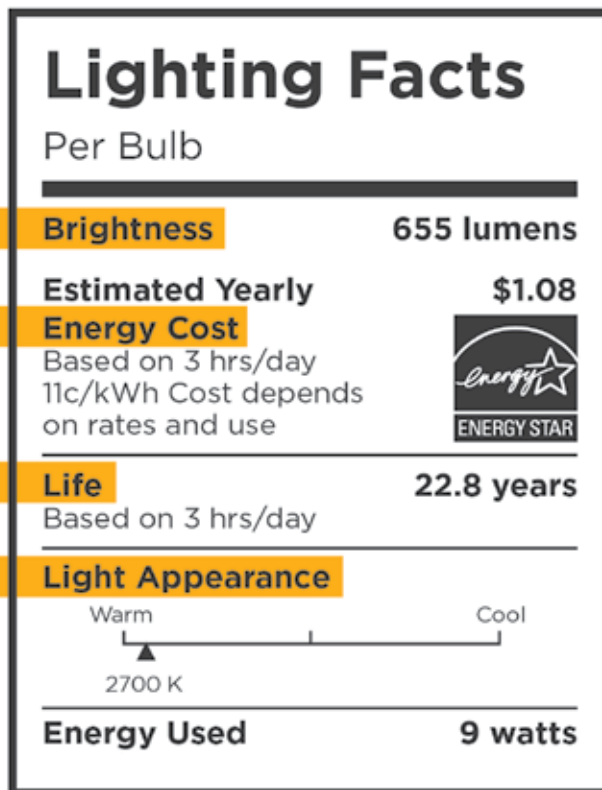 Lighting Facts
Per Bulb
Brightness 655 lumens
Estimated Yearly $1.08
Energy Cost
Based on 3 hrs/day
11c/kWh Cost depends
on rates and use
energy
ENERGY STAR
Life 22.8 years
Based on 3 hrs/day
Light Appearance
Warm Cool
2700 K
Energy Used 9 watts